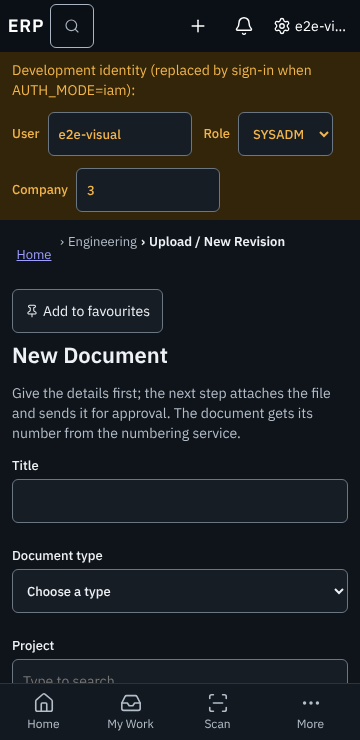 ERP
e2e-vi...
Development identity (replaced by sign-in when
AUTH_MODE=iam):
User e2e-visual Role SYSADM
Company 3
Home › Engineering › Upload / New Revision
Add to favourites
New Document
Give the details first; the next step attaches the file
and sends it for approval. The document gets its
number from the numbering service.
Title
Document type
Choose a type
Project
Type to search
Home My Work Scan More